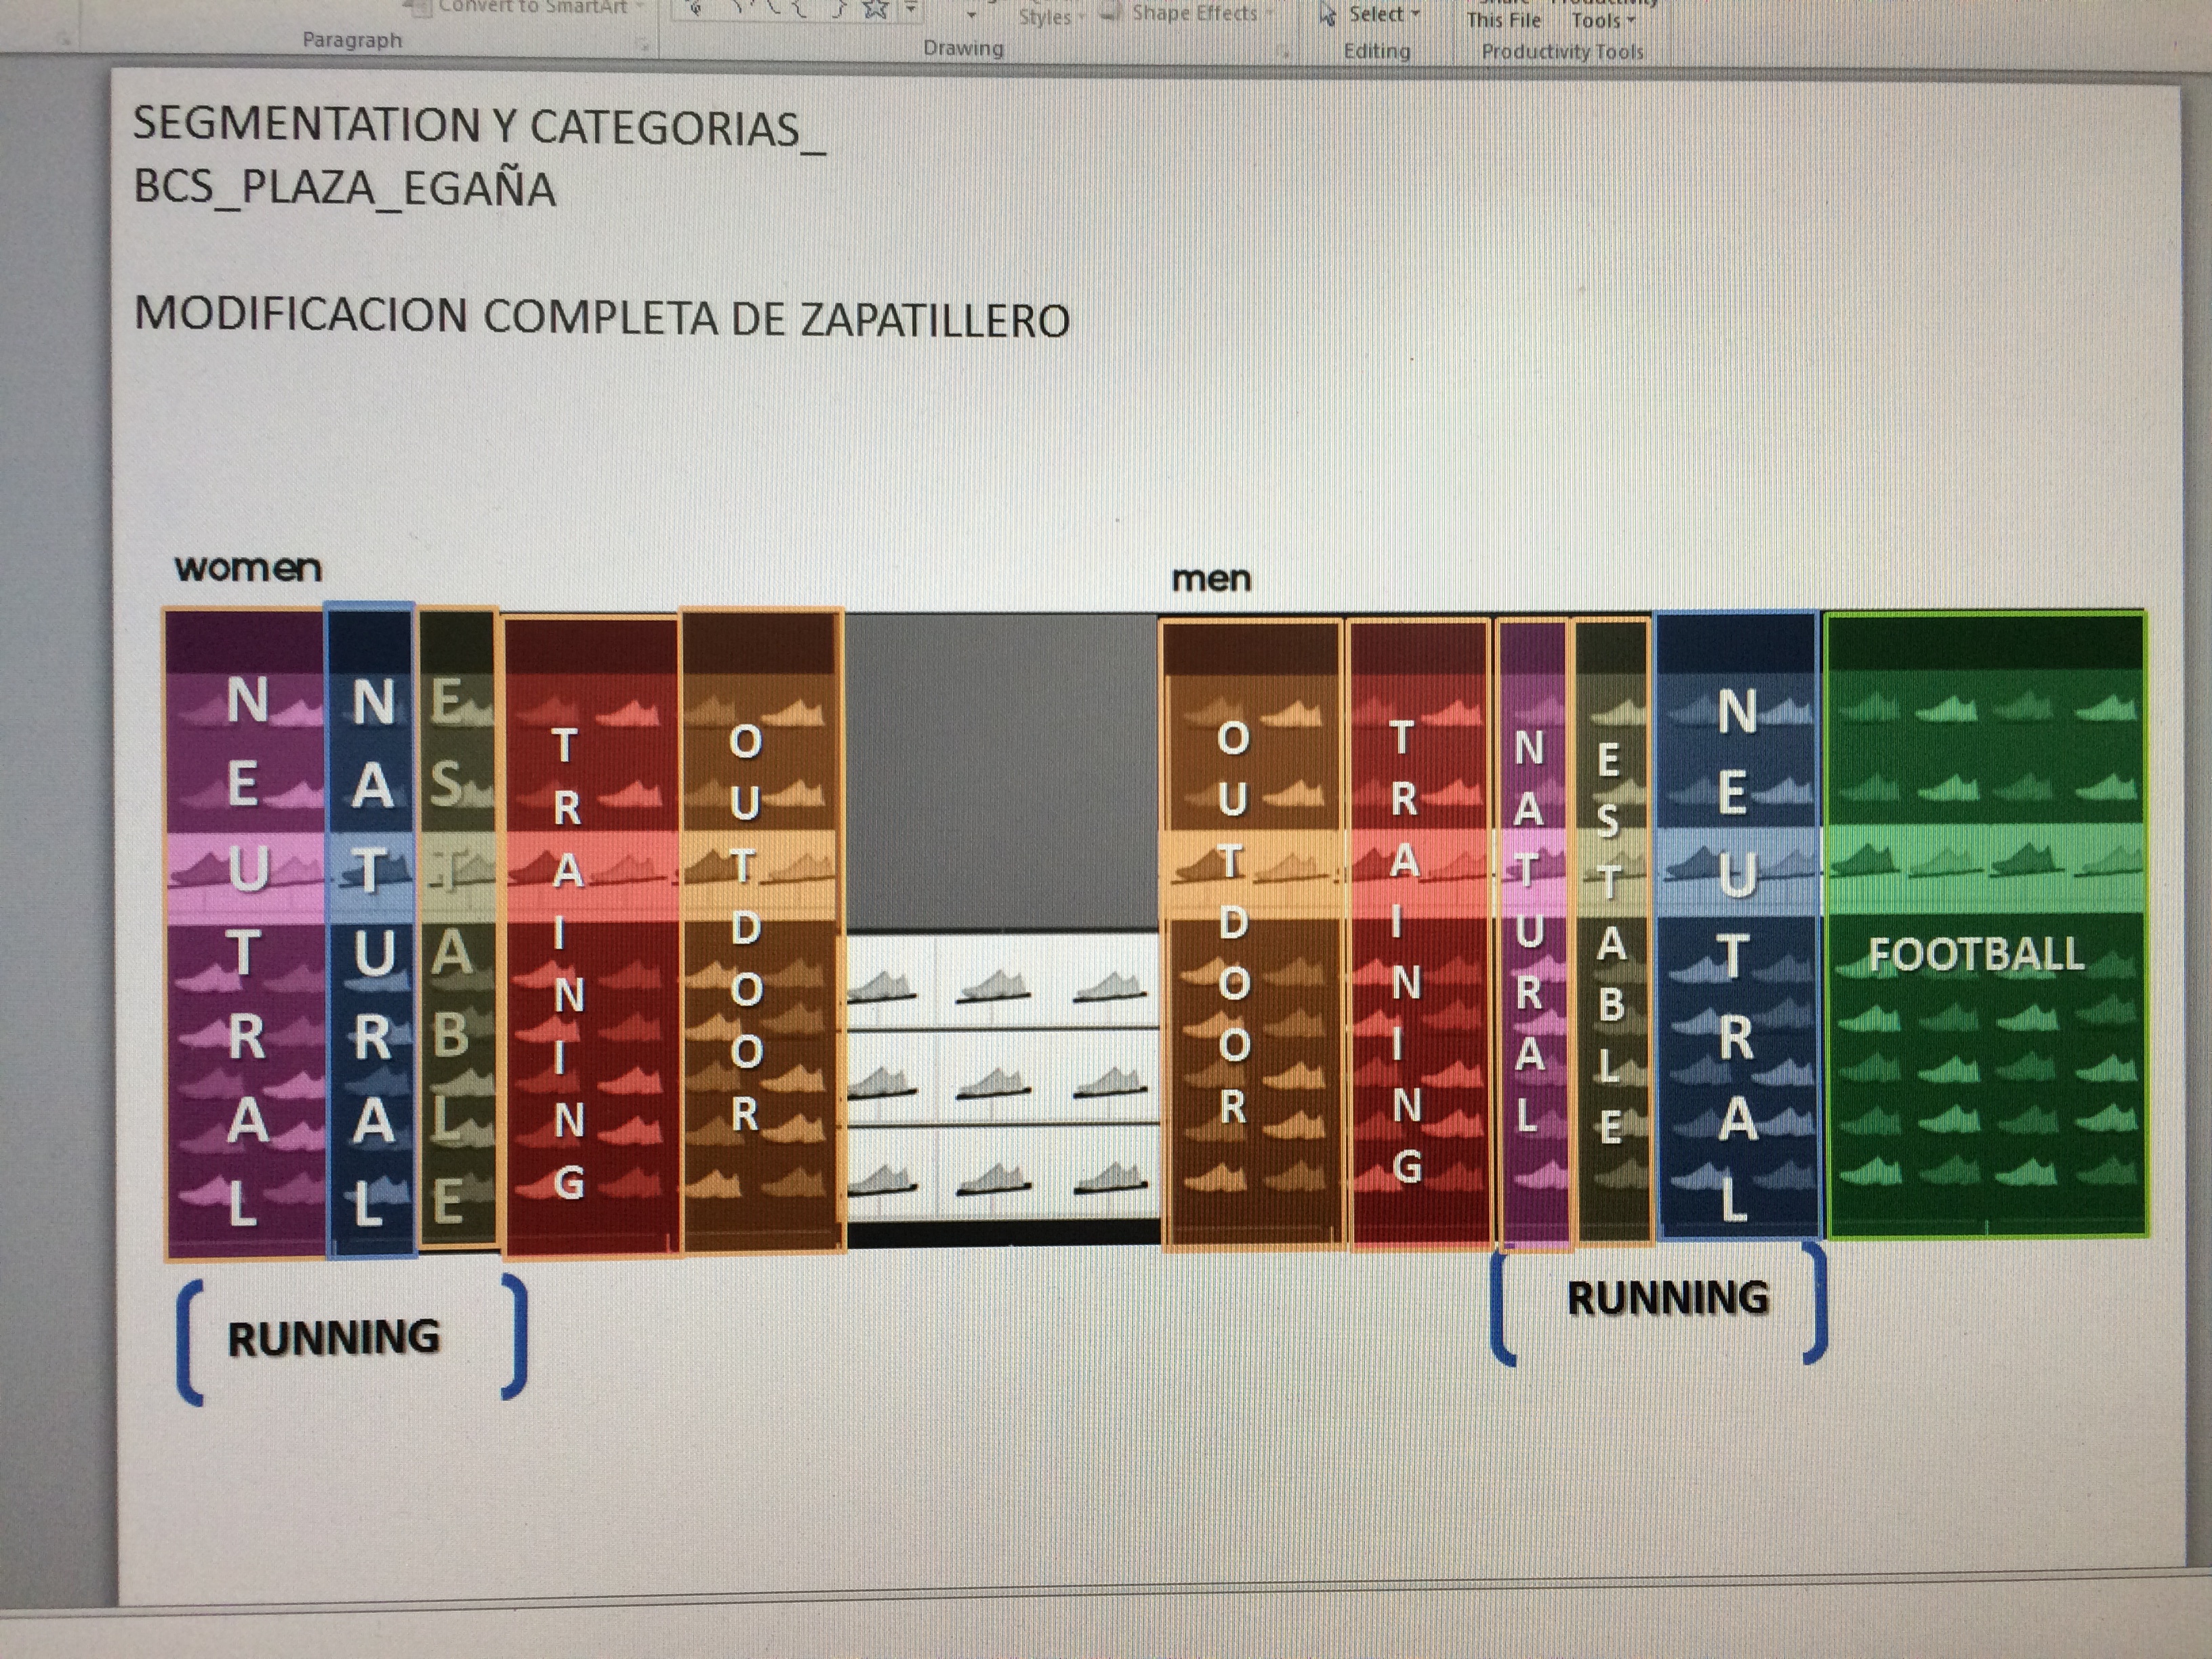 Convert to SmartArt
Paragraph
Drawing
Styles
Shape Effects
Select
Editing
This File
Tools
Productivity Tools
SEGMENTATION Y CATEGORIAS_
BCS_PLAZA_EGAÑA
MODIFICACION COMPLETA DE ZAPATILLERO
women
men
NEUTRAL
NATURAL
ESTABLE
TRAINING
OUTDOOR
OUTDOOR
TRAINING
NATURAL
ESTABLE
NEUTRAL
FOOTBALL
RUNNING
RUNNING